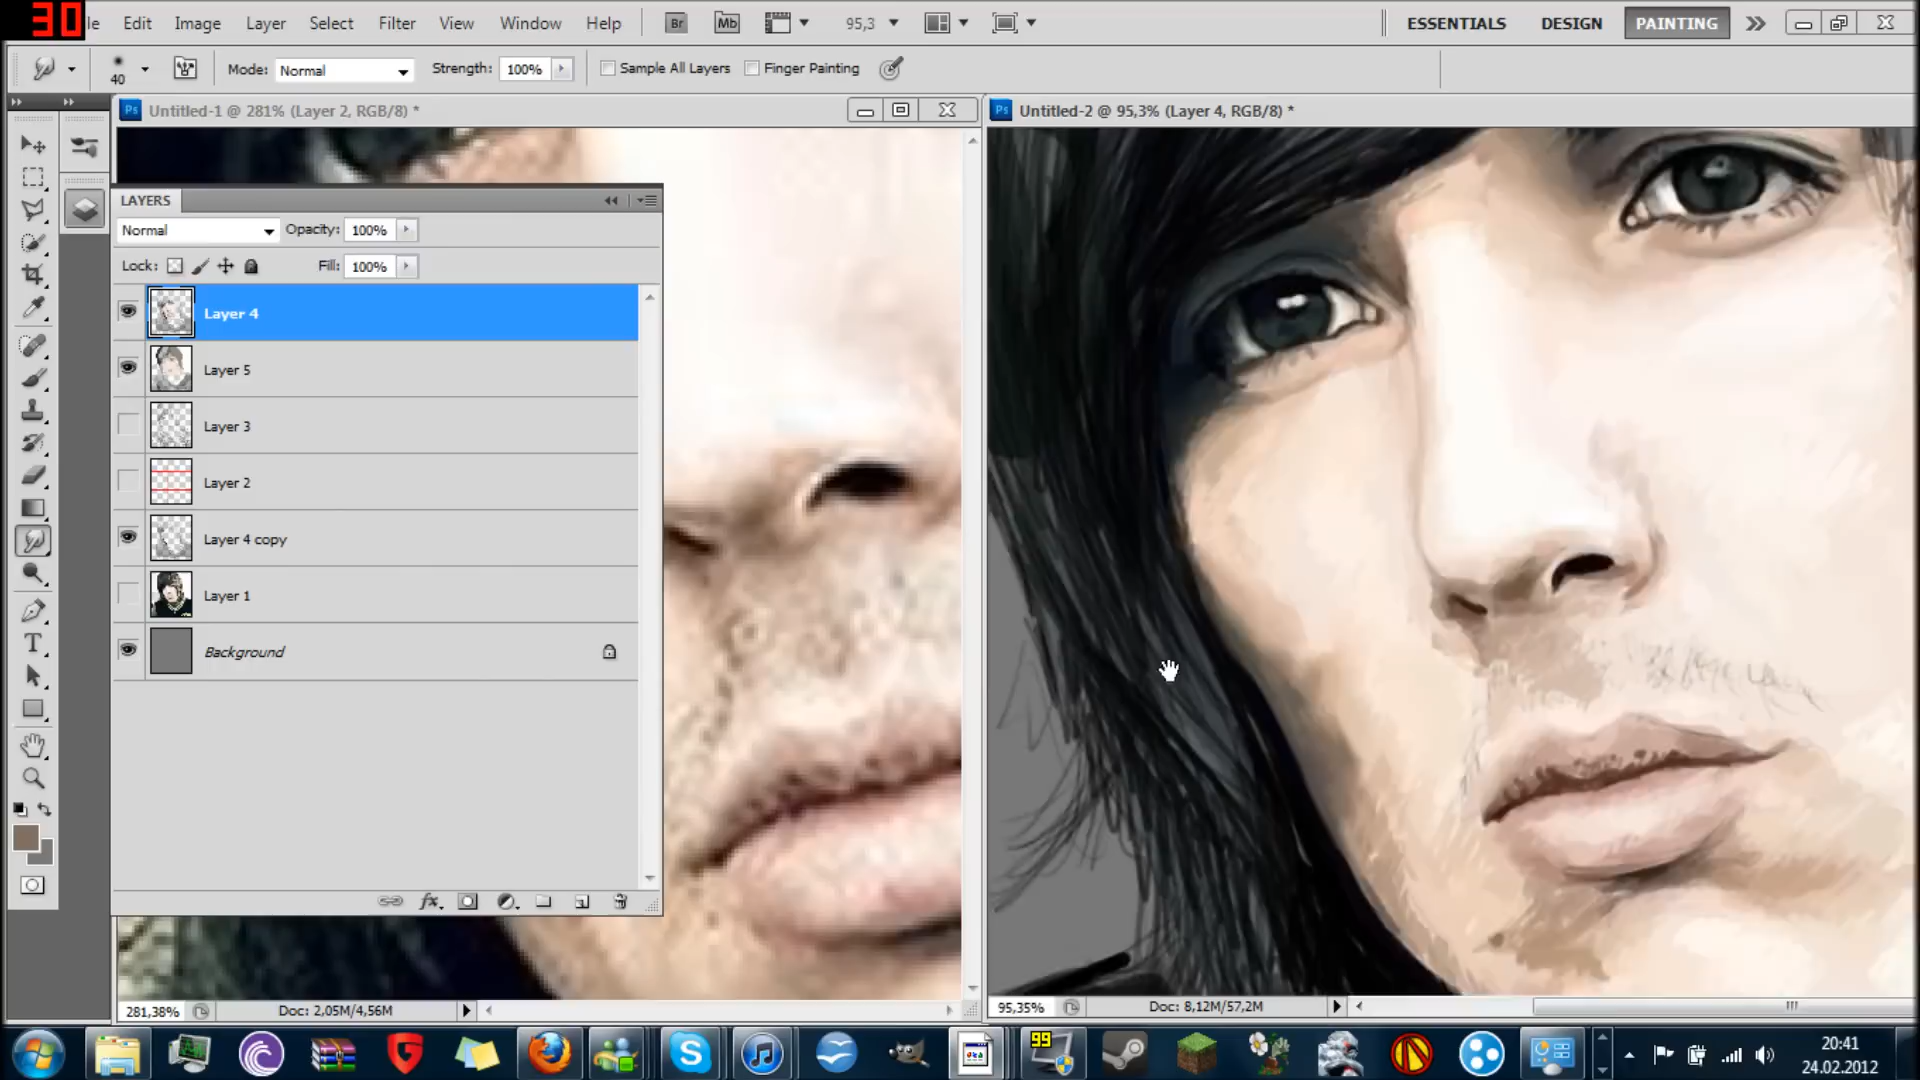 30
le Edit Image Layer Select Filter View Window Help Br Mb 95,3 ESSENTIALS DESIGN PAINTING
40 Mode: Normal Strength: 100% Sample All Layers Finger Painting
Ps Untitled-1 @ 281% (Layer 2, RGB/8) *
Ps Untitled-2 @ 95,3% (Layer 4, RGB/8) *
LAYERS
Normal Opacity: 100%
Lock: Fill: 100%
Layer 4
Layer 5
Layer 3
Layer 2
Layer 4 copy
Layer 1
Background
fx
T
281,38% Doc: 2,05M/4,56M
95,35% Doc: 8,12M/57,2M
99
20:41
24.02.2012